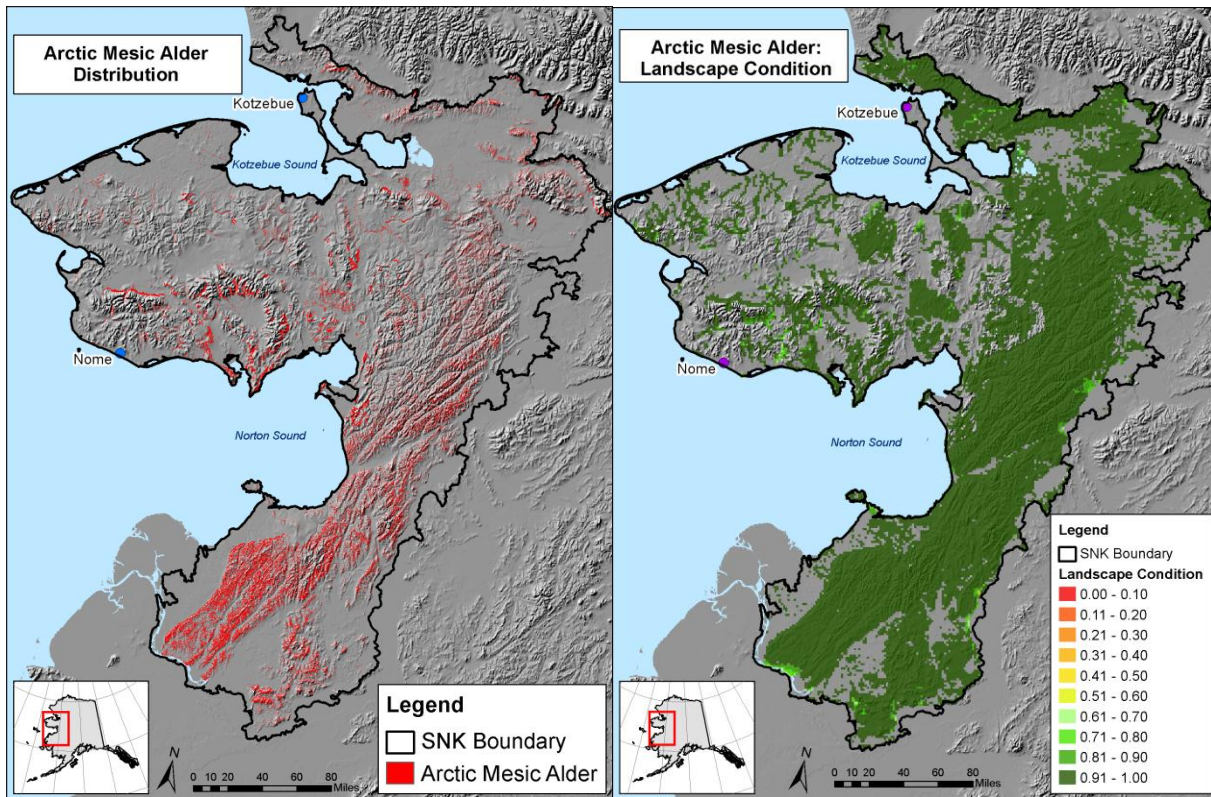 Arctic Mesic Alder
Distribution
Kotzebue
Kotzebue Sound
Nome
Norton Sound
Legend
SNK Boundary
Arctic Mesic Alder
N
0 10 20 40 60 80
Miles
Arctic Mesic Alder:
Landscape Condition
Kotzebue
Kotzebue Sound
Nome
Norton Sound
Legend
SNK Boundary
Landscape Condition
0.00 - 0.10
0.11 - 0.20
0.21 - 0.30
0.31 - 0.40
0.41 - 0.50
0.51 - 0.60
0.61 - 0.70
0.71 - 0.80
0.81 - 0.90
0.91 - 1.00
N
0 10 20 40 60 80
Miles